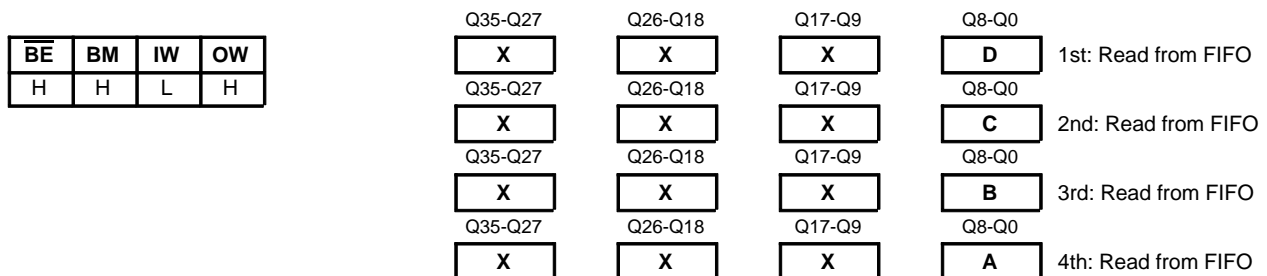 Q35-Q27 Q26-Q18 Q17-Q9 Q8-Q0
BE BM IW OW X X X D 1st: Read from FIFO
H H L H Q35-Q27 Q26-Q18 Q17-Q9 Q8-Q0
X X X C 2nd: Read from FIFO
Q35-Q27 Q26-Q18 Q17-Q9 Q8-Q0
X X X B 3rd: Read from FIFO
Q35-Q27 Q26-Q18 Q17-Q9 Q8-Q0
X X X A 4th: Read from FIFO